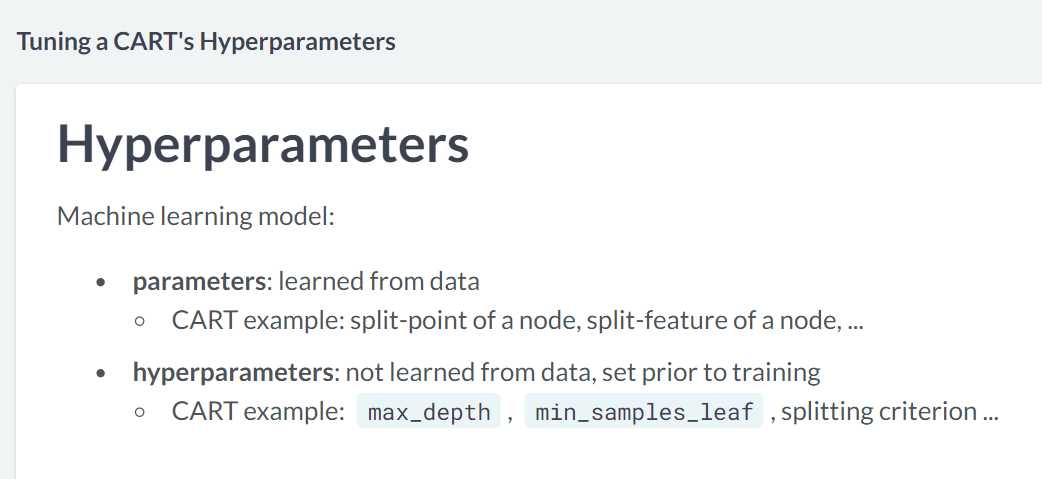 Tuning a CART's Hyperparameters
Hyperparameters
Machine learning model:
• parameters: learned from data
○ CART example: split-point of a node, split-feature of a node, ...
• hyperparameters: not learned from data, set prior to training
○ CART example: max_depth , min_samples_leaf , splitting criterion ...